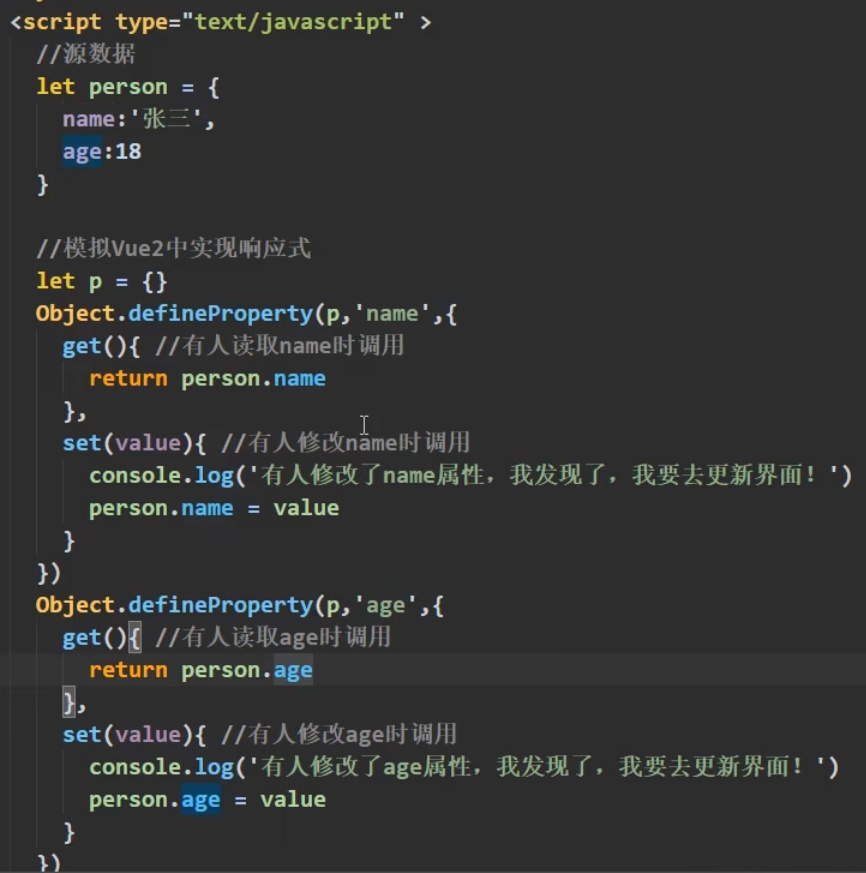 <script type="text/javascript" >
//源数据
let person = {
name:'张三',
age:18
}
//模拟Vue2中实现响应式
let p = {}
Object.defineProperty(p,'name',{
get(){ //有人读取name时调用
return person.name
},
set(value){ //有人修改name时调用
console.log('有人修改了name属性，我发现了，我要去更新界面！')
person.name = value
}
})
Object.defineProperty(p,'age',{
get(){ //有人读取age时调用
return person.age
},
set(value){ //有人修改age时调用
console.log('有人修改了age属性，我发现了，我要去更新界面！')
person.age = value
}
})